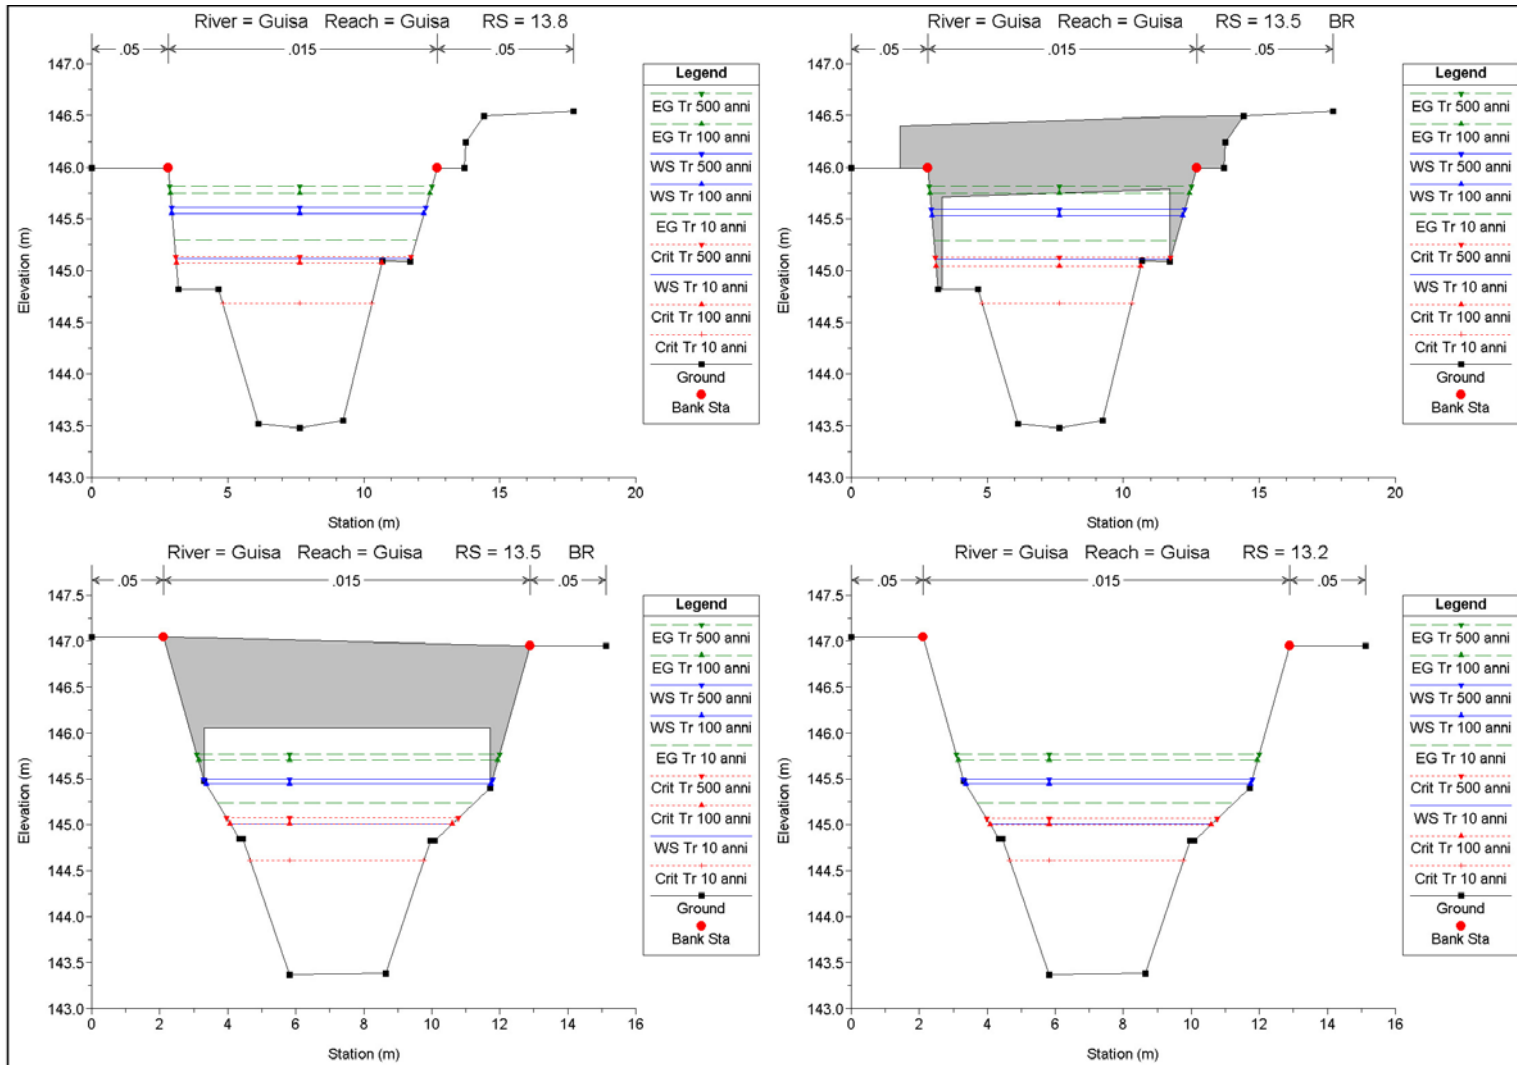 River = Guisa Reach = Guisa RS = 13.8
.05 .015 .05
147.0
146.5
146.0
145.5
145.0
144.5
144.0
143.5
143.0
Elevation (m)
0 5 10 15 20
Station (m)
Legend
EG Tr 500 anni
EG Tr 100 anni
WS Tr 500 anni
WS Tr 100 anni
EG Tr 10 anni
Crit Tr 500 anni
WS Tr 10 anni
Crit Tr 100 anni
Crit Tr 10 anni
Ground
Bank Sta
River = Guisa Reach = Guisa RS = 13.5 BR
.05 .015 .05
147.0
146.5
146.0
145.5
145.0
144.5
144.0
143.5
143.0
Elevation (m)
0 5 10 15 20
Station (m)
Legend
EG Tr 500 anni
EG Tr 100 anni
WS Tr 500 anni
WS Tr 100 anni
EG Tr 10 anni
Crit Tr 500 anni
WS Tr 10 anni
Crit Tr 100 anni
Crit Tr 10 anni
Ground
Bank Sta
River = Guisa Reach = Guisa RS = 13.5 BR
.05 .015 .05
147.5
147.0
146.5
146.0
145.5
145.0
144.5
144.0
143.5
143.0
Elevation (m)
0 2 4 6 8 10 12 14 16
Station (m)
Legend
EG Tr 500 anni
EG Tr 100 anni
WS Tr 500 anni
WS Tr 100 anni
EG Tr 10 anni
Crit Tr 500 anni
Crit Tr 100 anni
WS Tr 10 anni
Crit Tr 10 anni
Ground
Bank Sta
River = Guisa Reach = Guisa RS = 13.2
.05 .015 .05
147.5
147.0
146.5
146.0
145.5
145.0
144.5
144.0
143.5
143.0
Elevation (m)
0 2 4 6 8 10 12 14 16
Station (m)
Legend
EG Tr 500 anni
EG Tr 100 anni
WS Tr 500 anni
WS Tr 100 anni
EG Tr 10 anni
Crit Tr 500 anni
WS Tr 10 anni
Crit Tr 100 anni
Crit Tr 10 anni
Ground
Bank Sta